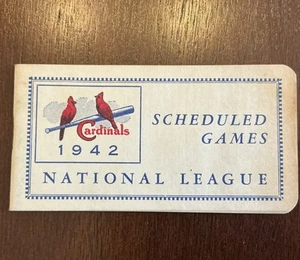 Cardinals
1942
SCHEDULED
GAMES
NATIONAL LEAGUE